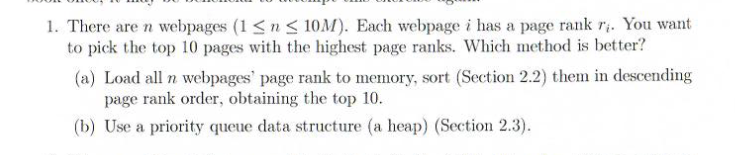 1. There are n webpages (1 ≤ n ≤ 10M). Each webpage i has a page rank rᵢ. You want
to pick the top 10 pages with the highest page ranks. Which method is better?
(a) Load all n webpages' page rank to memory, sort (Section 2.2) them in descending
page rank order, obtaining the top 10.
(b) Use a priority queue data structure (a heap) (Section 2.3).